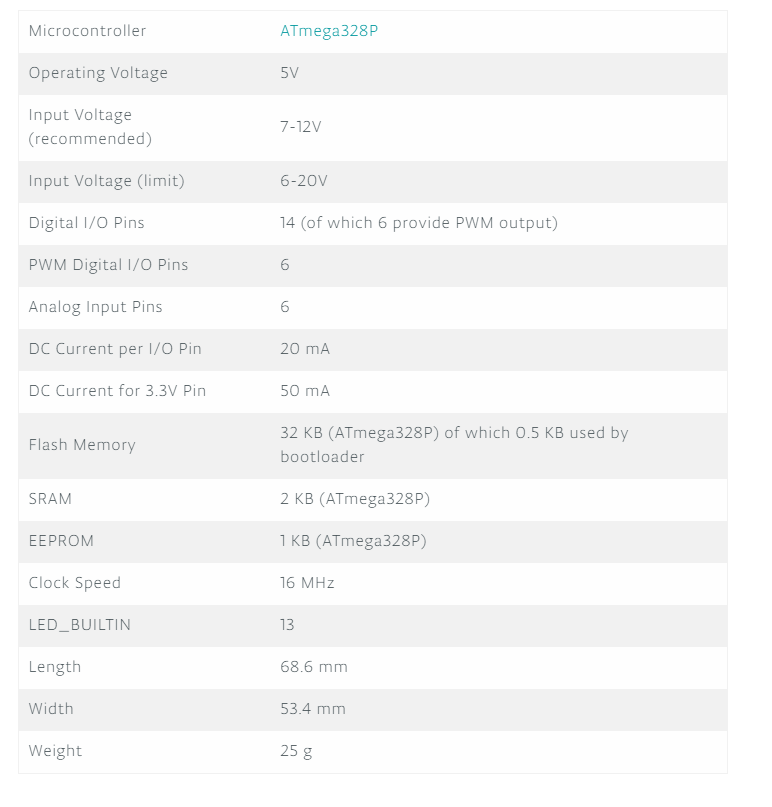 Microcontroller ATmega328P
Operating Voltage 5V
Input Voltage
(recommended) 7-12V
Input Voltage (limit) 6-20V
Digital I/O Pins 14 (of which 6 provide PWM output)
PWM Digital I/O Pins 6
Analog Input Pins 6
DC Current per I/O Pin 20 mA
DC Current for 3.3V Pin 50 mA
Flash Memory 32 KB (ATmega328P) of which 0.5 KB used by
bootloader
SRAM 2 KB (ATmega328P)
EEPROM 1 KB (ATmega328P)
Clock Speed 16 MHz
LED_BUILTIN 13
Length 68.6 mm
Width 53.4 mm
Weight 25 g